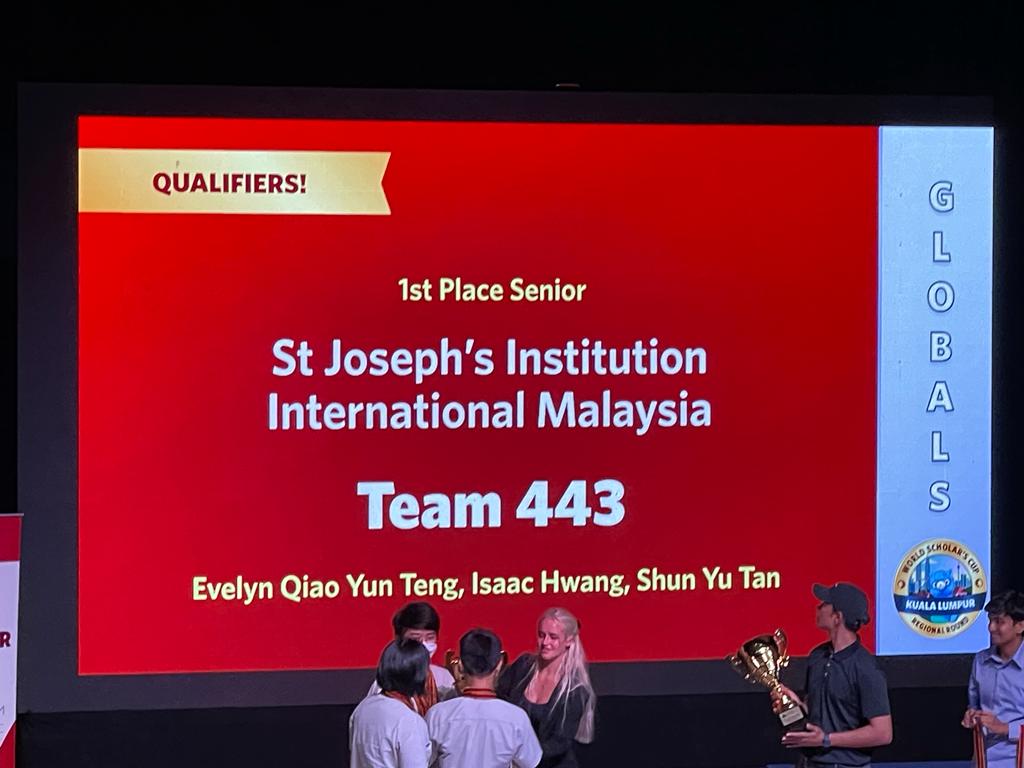 QUALIFIERS!
1st Place Senior
St Joseph's Institution
International Malaysia
Team 443
Evelyn Qiao Yun Teng, Isaac Hwang, Shun Yu Tan
GLOBALS
WORLD SCHOLAR'S CUP
KUALA LUMPUR
REGIONAL ROUND
R